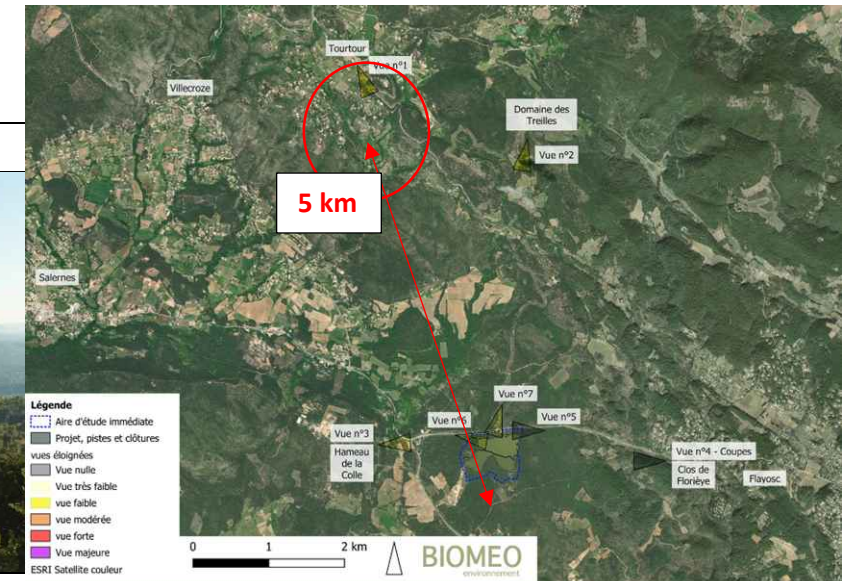 Tourtour
Vue n°1
Villecroze
Domaine des
Treilles
Vue n°2
5 km
Salernes
Vue n°7
Vue n°6
Vue n°5
Vue n°3
Hameau
de la
Colle
Vue n°4 - Coupes
Clos de
Florièye
Flayosc
Légende
Aire d'étude immédiate
Projet, pistes et clôtures
vues éloignées
Vue nulle
Vue très faible
vue faible
vue modérée
vue forte
Vue majeure
ESRI Satellite couleur
0 1 2 km
BIOMEO
environnement